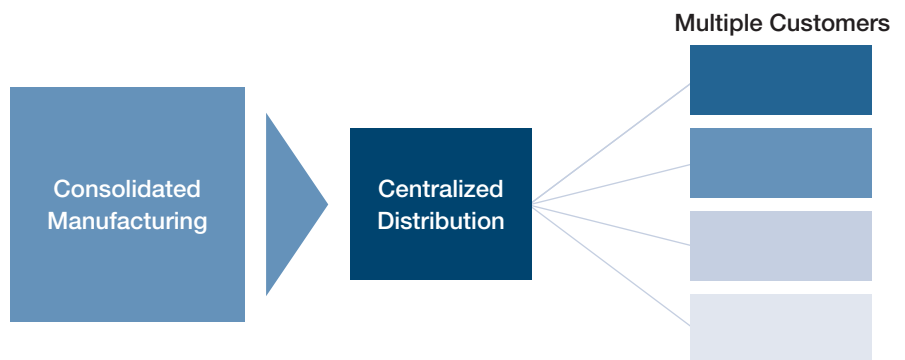 Multiple Customers
Consolidated
Manufacturing
Centralized
Distribution